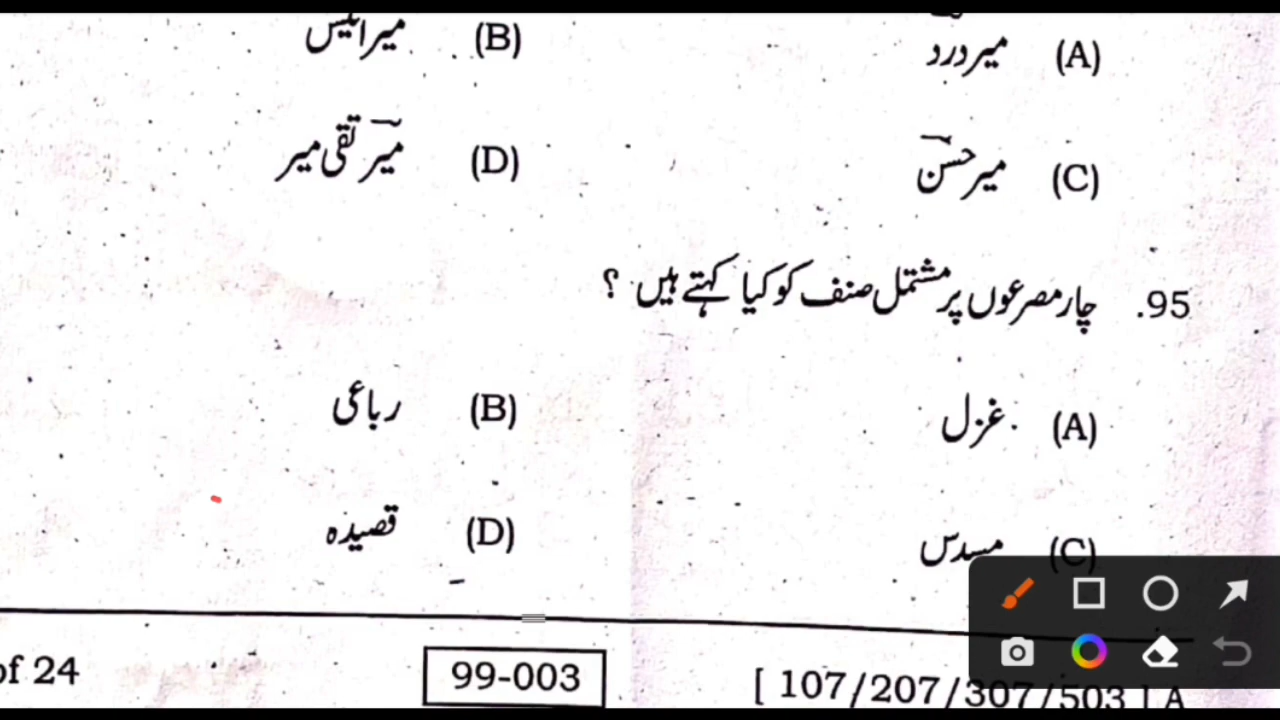 (A) میر درد (B) میر انیس
(C) میر حسنؔ (D) میرؔ تقی میر
95. چار مصرعوں پر مشتمل صنف کو کیا کہتے ہیں ؟
(A) غزل (B) رباعی
(C) مسدس (D) قصیدہ
of 24 99-003 [ 107/207/307/503 ] A